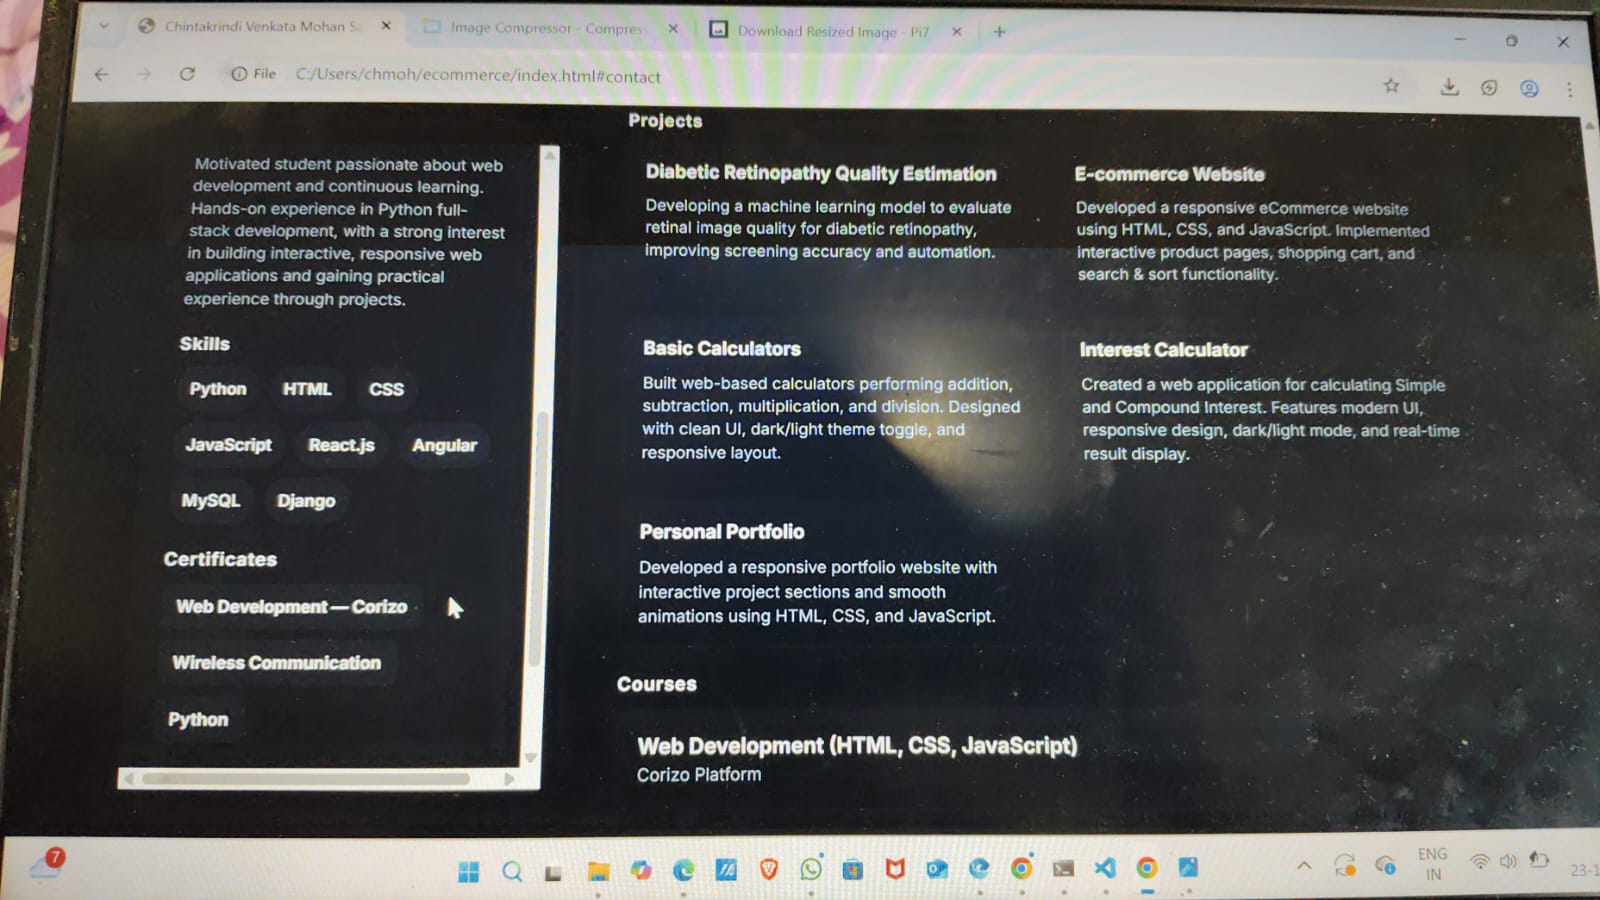 Chintakrindi Venkata Mohan Sa
Image Compressor - Compress
Download Resized Image - Pi7
File
C:/Users/chmoh/ecommerce/index.html#contact
Motivated student passionate about web
development and continuous learning.
Hands-on experience in Python full-
stack development, with a strong interest
in building interactive, responsive web
applications and gaining practical
experience through projects.
Skills
Python HTML CSS
JavaScript React.js Angular
MySQL Django
Certificates
Web Development — Corizo
Wireless Communication
Python
Projects
Diabetic Retinopathy Quality Estimation
Developing a machine learning model to evaluate
retinal image quality for diabetic retinopathy,
improving screening accuracy and automation.
E-commerce Website
Developed a responsive eCommerce website
using HTML, CSS, and JavaScript. Implemented
interactive product pages, shopping cart, and
search & sort functionality.
Basic Calculators
Built web-based calculators performing addition,
subtraction, multiplication, and division. Designed
with clean UI, dark/light theme toggle, and
responsive layout.
Interest Calculator
Created a web application for calculating Simple
and Compound Interest. Features modern UI,
responsive design, dark/light mode, and real-time
result display.
Personal Portfolio
Developed a responsive portfolio website with
interactive project sections and smooth
animations using HTML, CSS, and JavaScript.
Courses
Web Development (HTML, CSS, JavaScript)
Corizo Platform
7
ENG
IN
23-1